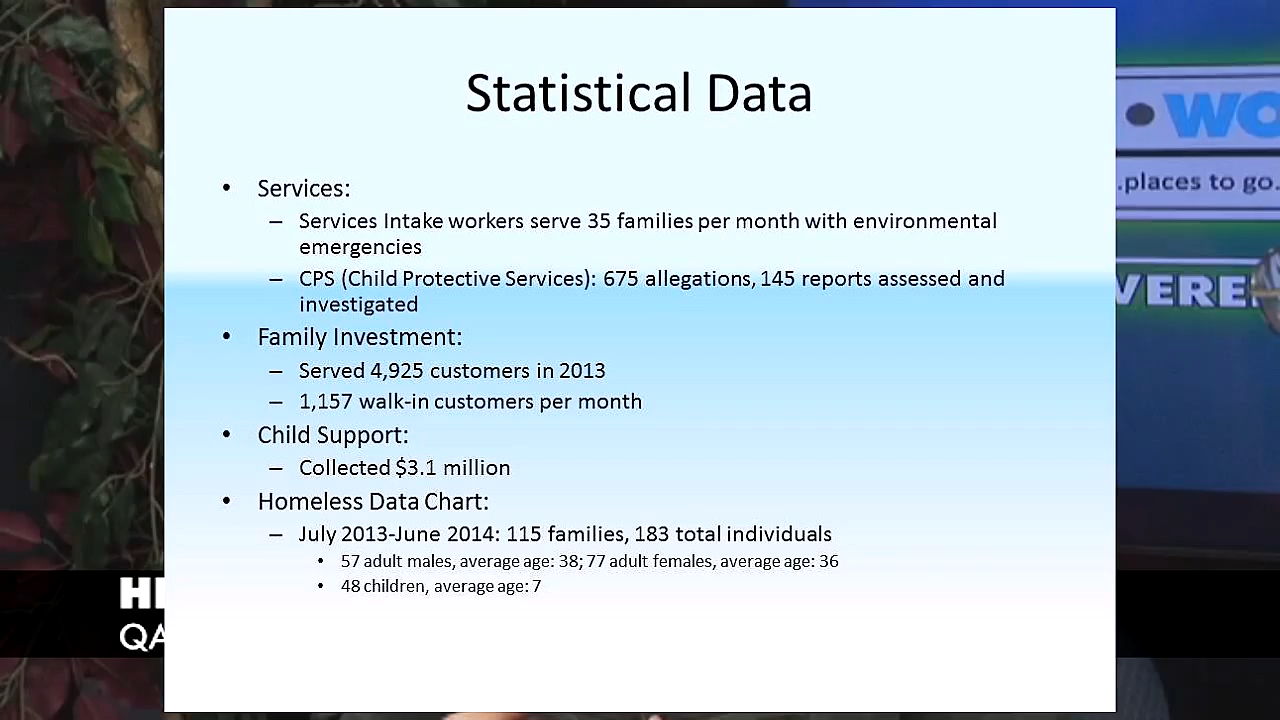 Statistical Data
• Services:
– Services Intake workers serve 35 families per month with environmental
emergencies
– CPS (Child Protective Services): 675 allegations, 145 reports assessed and
investigated
• Family Investment:
– Served 4,925 customers in 2013
– 1,157 walk-in customers per month
• Child Support:
– Collected $3.1 million
• Homeless Data Chart:
– July 2013-June 2014: 115 families, 183 total individuals
• 57 adult males, average age: 38; 77 adult females, average age: 36
• 48 children, average age: 7
• WO
.places to go.
VERE
QA